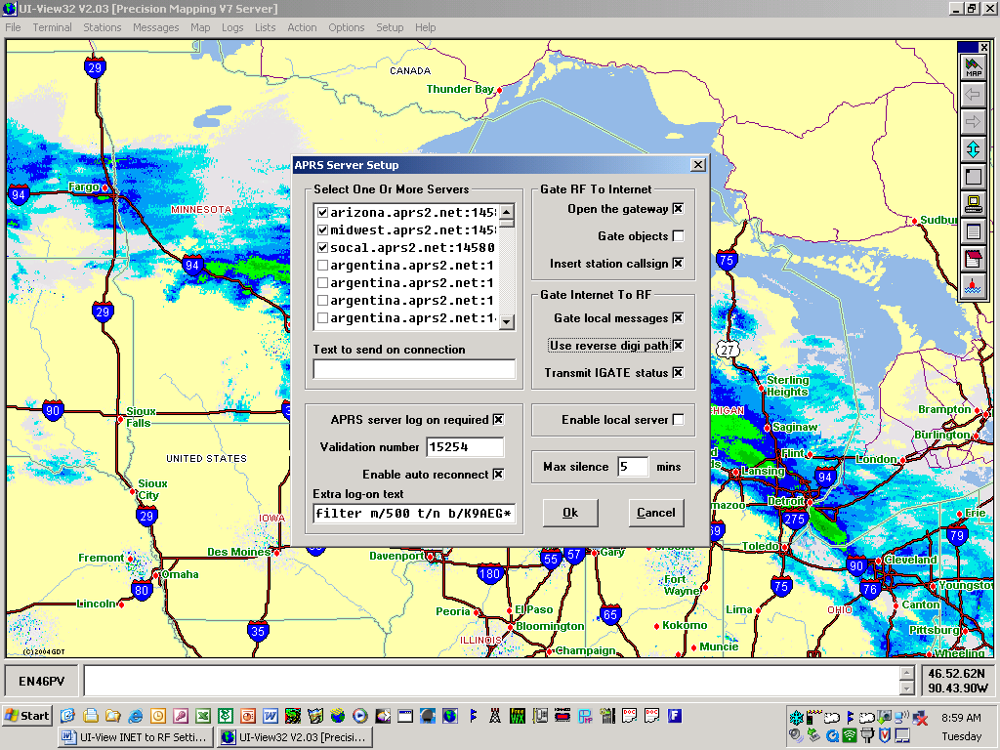 UI-View32 V2.03 [Precision Mapping V7 Server]
File Terminal Stations Messages Map Logs Lists Action Options Setup Help
29
CANADA
Thunder Bay
MAP
Fargo
94
MINNESOTA
94
29
Sudbur
75
27
APRS Server Setup
Select One Or More Servers
arizona.aprs2.net:145
midwest.aprs2.net:145
socal.aprs2.net:14580
argentina.aprs2.net:1
argentina.aprs2.net:1
argentina.aprs2.net:1
argentina.aprs2.net:1
Text to send on connection
APRS server log on required
Validation number 15254
Enable auto reconnect
Extra log-on text
filter m/500 t/n b/K9AEG*
Gate RF To Internet
Open the gateway
Gate objects
Insert station callsign
Gate Internet To RF
Gate local messages
Use reverse digi path
Transmit IGATE status
Enable local server
Max silence 5 mins
Ok Cancel
90
Sioux
Falls
UNITED STATES
Sioux
City
29
IOWA
Des Moines
Fremont
Omaha
80
Lincoln
35
(C)2004 GDT
Sterling
Heights
HIGAN
Saginaw
Flint
Lansing
London
Brampton
Burlington
94
mazoo
Detroit
275
Erie
69
Toledo
79
Davenport
180
55
57
Gary
Fort
Wayne
75
90
Cleveland
76
Youngstow
Canton
Peoria
El Paso
Bloomington
65
Kokomo
Lima
OHIO
Pittsburg
ILLINOIS
Champaign
Muncie
Wheeling
EN46PV
46.52.62N
90.43.90W
Start
8:59 AM
UI-View INET to RF Setti...
UI-View32 V2.03 [Precisi...
Tuesday